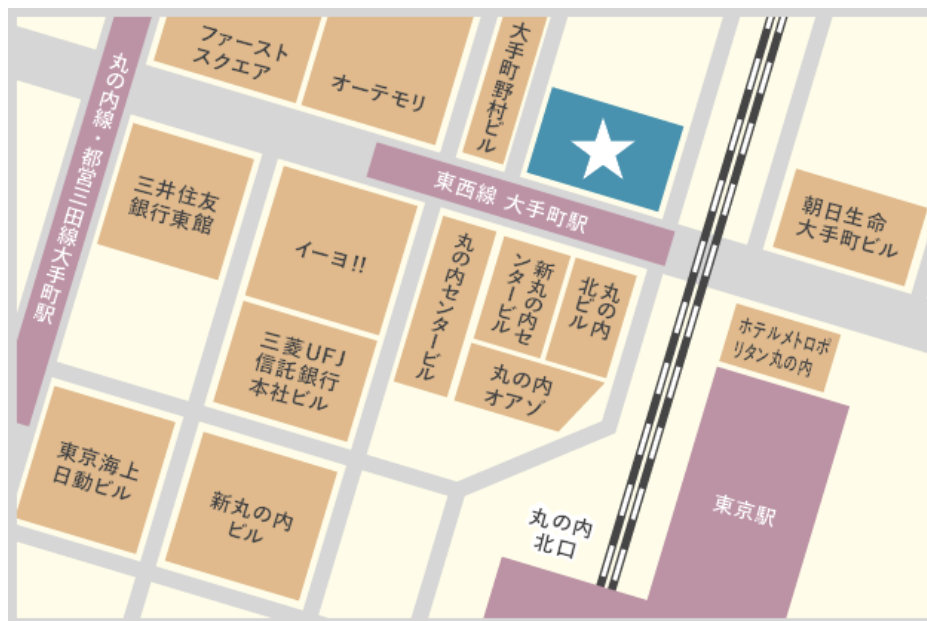 ファースト
スクエア
オーテモリ
大手町野村ビル
丸の内線・都営三田線大手町駅
三井住友
銀行東館
東西線 大手町駅
朝日生命
大手町ビル
イーヨ!!
丸の内センタービル
新丸の内セ
ンタービル
丸の内
北ビル
ホテルメトロポ
リタン丸の内
三菱UFJ
信託銀行
本社ビル
丸の内
オアゾ
東京海上
日動ビル
新丸の内
ビル
丸の内
北口
東京駅